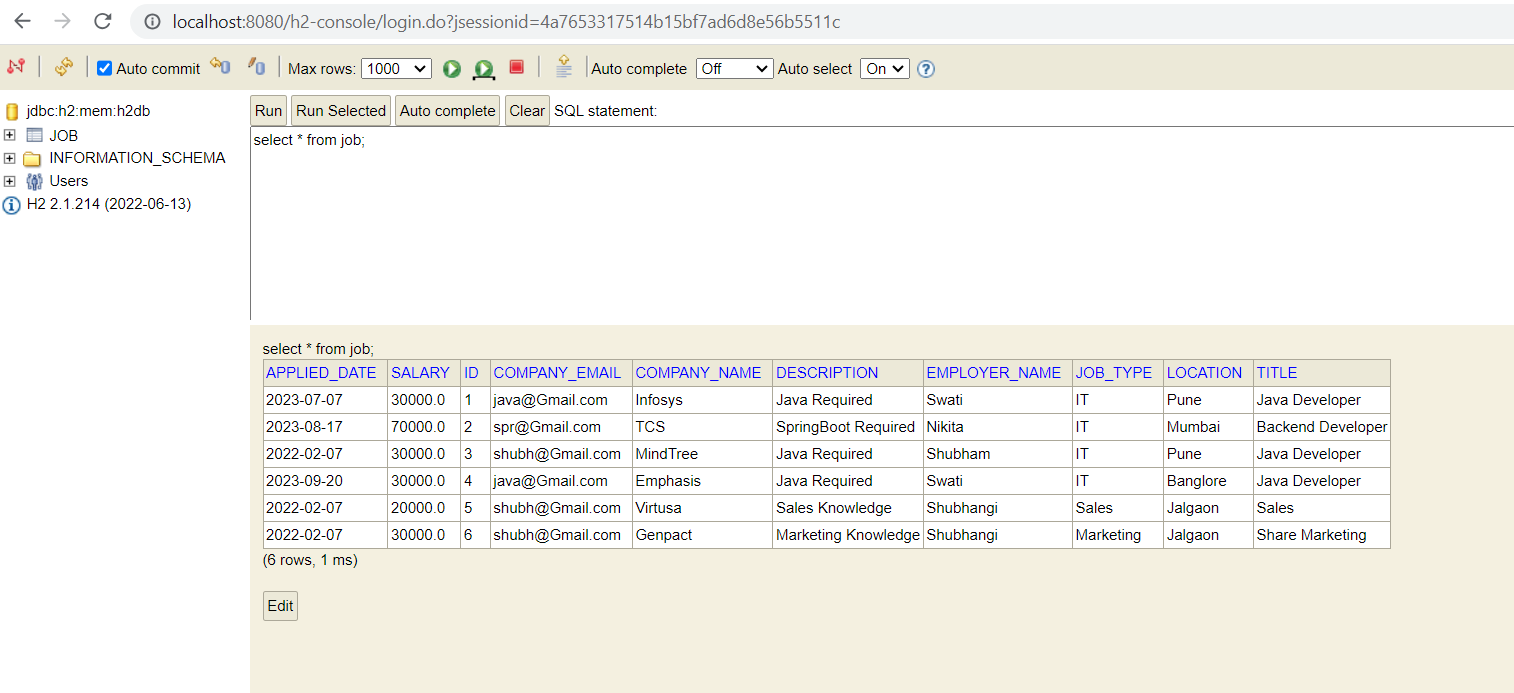 localhost:8080/h2-console/login.do?jsessionid=4a7653317514b15bf7ad6d8e56b5511c
Auto commit Max rows: 1000 Auto complete Off Auto select On ?
jdbc:h2:mem:h2db
JOB
INFORMATION_SCHEMA
Users
H2 2.1.214 (2022-06-13)
Run Run Selected Auto complete Clear SQL statement:
select * from job;
select * from job;
APPLIED_DATE SALARY ID COMPANY_EMAIL COMPANY_NAME DESCRIPTION EMPLOYER_NAME JOB_TYPE LOCATION TITLE
2023-07-07 30000.0 1 java@Gmail.com Infosys Java Required Swati IT Pune Java Developer
2023-08-17 70000.0 2 spr@Gmail.com TCS SpringBoot Required Nikita IT Mumbai Backend Developer
2022-02-07 30000.0 3 shubh@Gmail.com MindTree Java Required Shubham IT Pune Java Developer
2023-09-20 30000.0 4 java@Gmail.com Emphasis Java Required Swati IT Banglore Java Developer
2022-02-07 20000.0 5 shubh@Gmail.com Virtusa Sales Knowledge Shubhangi Sales Jalgaon Sales
2022-02-07 30000.0 6 shubh@Gmail.com Genpact Marketing Knowledge Shubhangi Marketing Jalgaon Share Marketing
(6 rows, 1 ms)
Edit